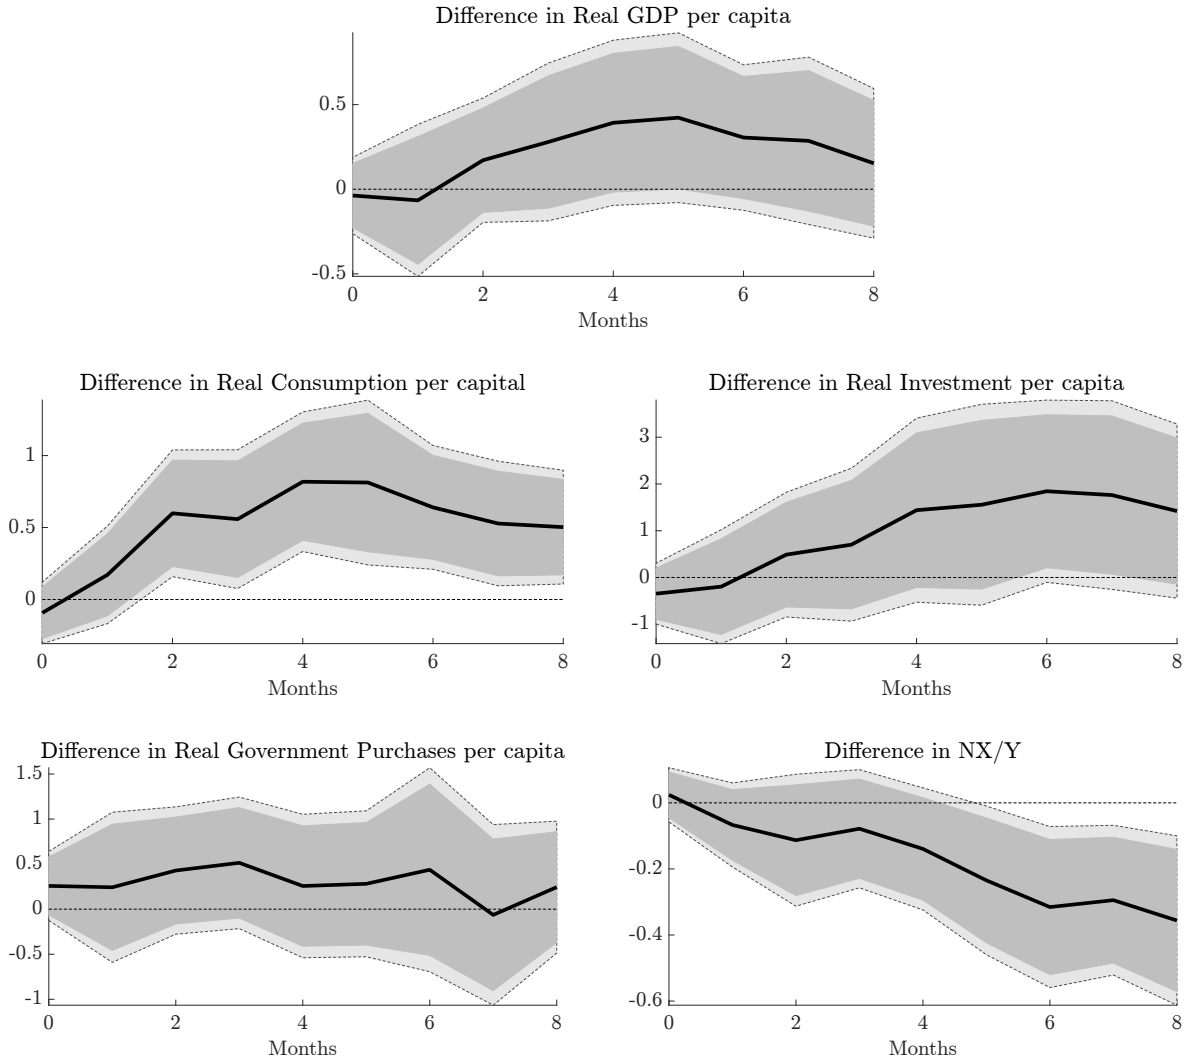 Difference in Real GDP per capita
0.5
0
-0.5
0 2 4 6 8
Months
Difference in Real Consumption per capital
1
0.5
0
0 2 4 6 8
Months
Difference in Real Investment per capita
3
2
1
0
-1
0 2 4 6 8
Months
Difference in Real Government Purchases per capita
1.5
1
0.5
0
-0.5
-1
0 2 4 6 8
Months
Difference in NX/Y
0
-0.2
-0.4
-0.6
0 2 4 6 8
Months